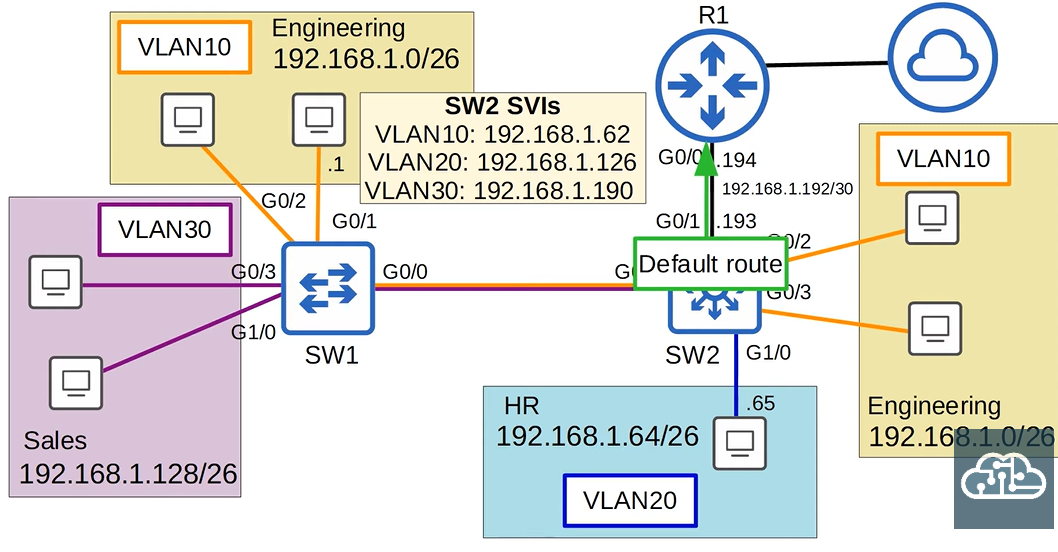 R1
Engineering
VLAN10
192.168.1.0/26
SW2 SVIs
VLAN10: 192.168.1.62
VLAN20: 192.168.1.126
VLAN30: 192.168.1.190
.1
G0/2
G0/1
G0/0
.194
192.168.1.192/30
G0/1
.193
VLAN10
VLAN30
G0/3
G0/0
G1/0
SW1
Default route
G0/3
SW2
G1/0
Sales
192.168.1.128/26
HR
.65
192.168.1.64/26
VLAN20
Engineering
192.168.1.0/26